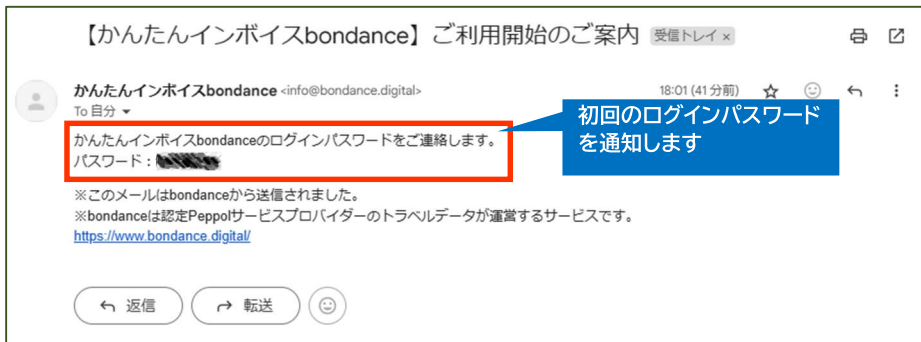 【かんたんインボイスbondance】ご利用開始のご案内 受信トレイ ×
かんたんインボイスbondance <info@bondance.digital> 18:01 (41 分前)
To 自分
初回のログインパスワード
を通知します
かんたんインボイスbondanceのログインパスワードをご連絡します。
パスワード：
※このメールはbondanceから送信されました。
※bondanceは認定Peppolサービスプロバイダーのトラベルデータが運営するサービスです。
https://www.bondance.digital/
返信 転送